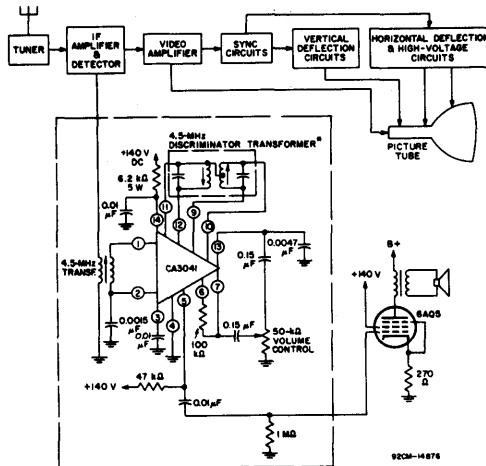 TUNER
IF
AMPLIFIER
&
DETECTOR
VIDEO
AMPLIFIER
SYNC
CIRCUITS
VERTICAL
DEFLECTION
CIRCUITS
HORIZONTAL DEFLECTION
& HIGH-VOLTAGE
CIRCUITS
PICTURE
TUBE
4.5-MHz
DISCRIMINATOR TRANSFORMER*
+140 V
DC
6.2 kΩ
5 W
0.01
μF
14
11
12
9
10
13
0.0047
μF
0.15
μF
4.5-MHz
TRANSF.
1
2
CA3041
3
4
5
6
7
0.0015
μF
0.01
μF
100
kΩ
0.15 μF
50-kΩ
VOLUME
CONTROL
+140 V
47 kΩ
0.01μF
1 MΩ
B+
+140 V
6AQ5
270
Ω
92CM-14876